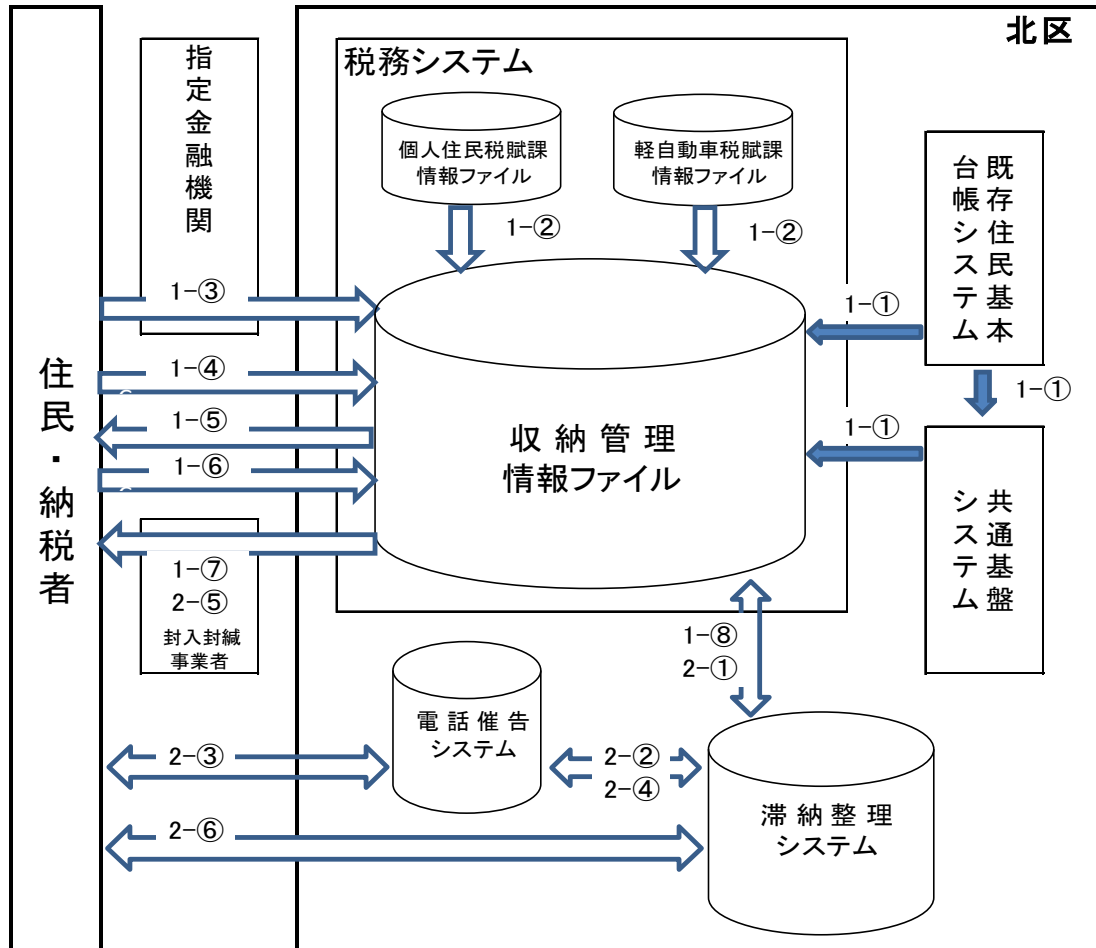 北区
指定金融機関
税務システム
個人住民税賦課
情報ファイル
軽自動車税賦課
情報ファイル
既存住民基本
台帳システム
1-②
1-②
1-③
1-①
1-④
1-①
1-⑤
1-①
1-⑥
収納管理
情報ファイル
住民・納税者
共通基盤
システム
1-⑦
2-⑤
封入封緘
事業者
1-⑧
2-①
電話催告
システム
2-③
2-②
2-④
2-⑥
滞納整理
システム